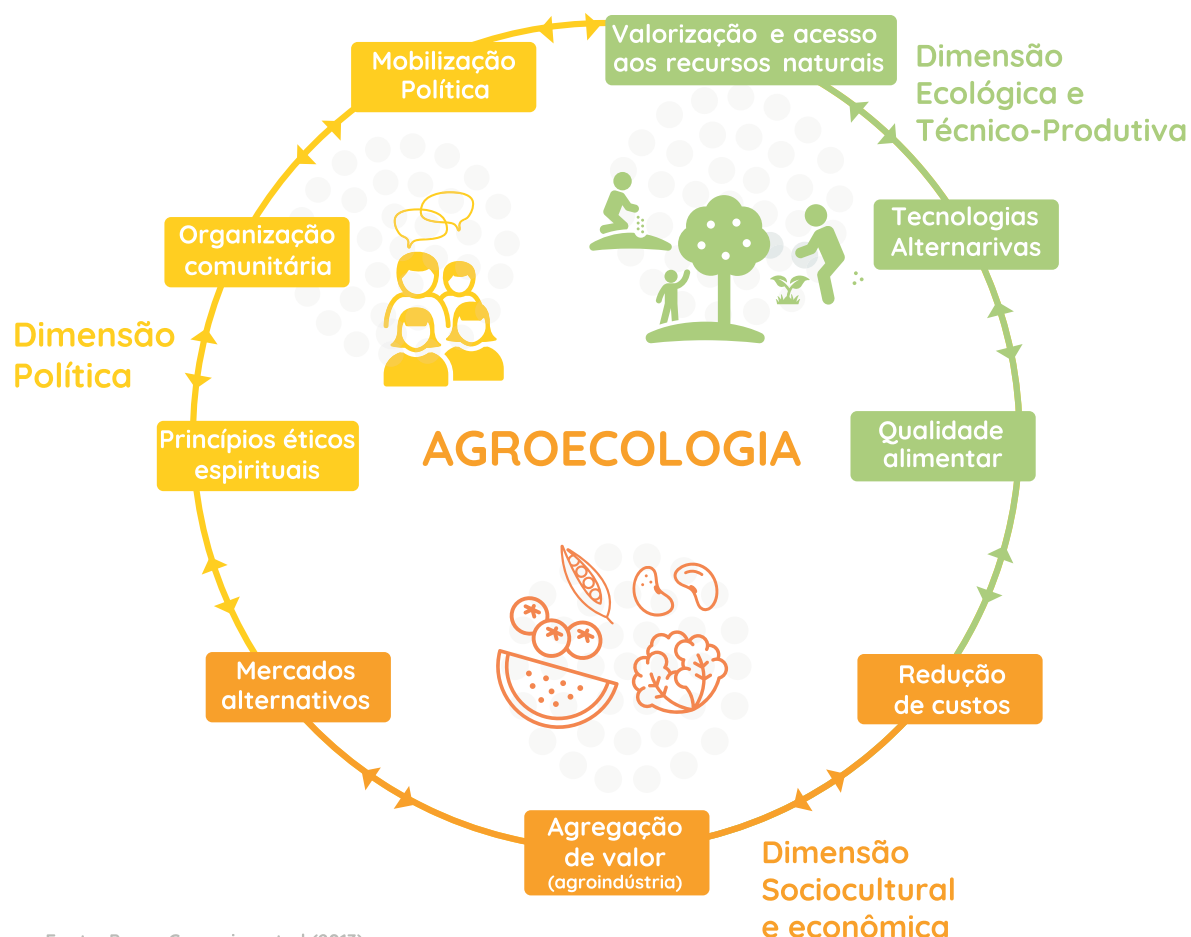 Mobilização
Política
Valorização e acesso
aos recursos naturais
Dimensão
Ecológica e
Técnico-Produtiva
Organização
comunitária
Tecnologias
Alternarivas
Dimensão
Política
Princípios éticos
espirituais
AGROECOLOGIA
Qualidade
alimentar
Mercados
alternativos
Redução
de custos
Agregação
de valor
(agroindústria)
Dimensão
Sociocultural
e econômica